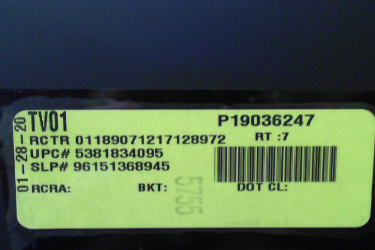 01-28-20
TV01 P19036247
RCTR 01189071217128972 RT :7
UPC# 5381834095
SLP# 96151368945
RCRA: BKT: 5755 DOT CL: